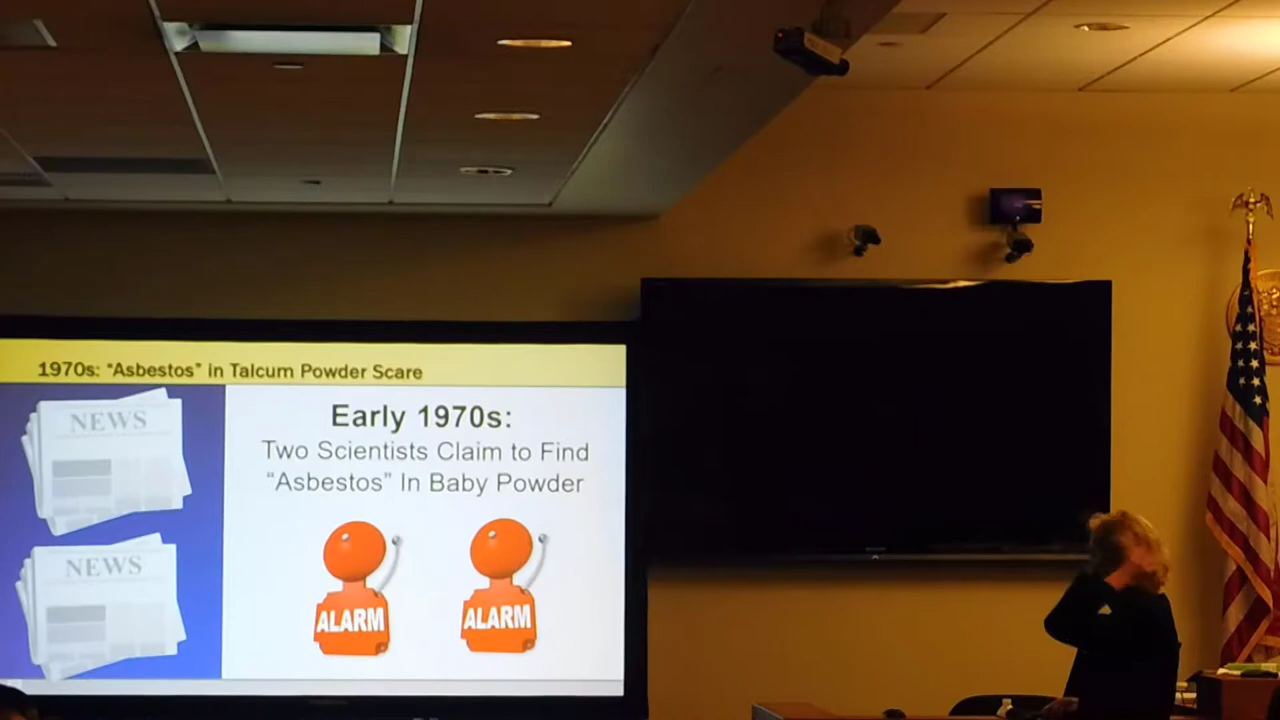 1970s: “Asbestos” in Talcum Powder Scare
NEWS
NEWS
Early 1970s:
Two Scientists Claim to Find
“Asbestos” In Baby Powder
ALARM
ALARM